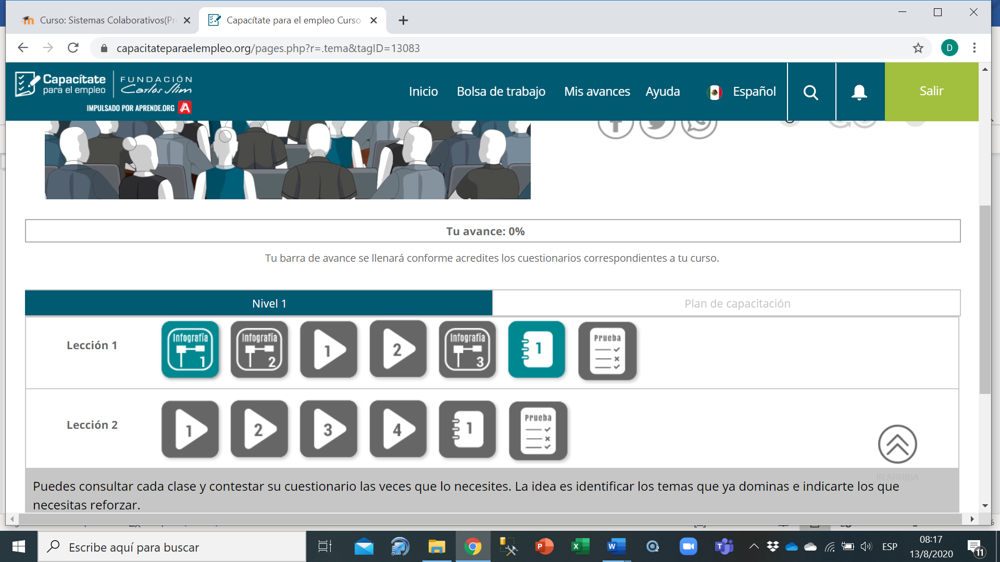 Curso: Sistemas Colaborativos(Pr
Capacítate para el empleo Curso
capacitateparaelempleo.org/pages.php?r=.tema&tagID=13083
D
Capacítate
para el empleo
FUNDACIÓN
Carlos Slim
IMPULSADO POR APRENDE.ORG
Inicio
Bolsa de trabajo
Mis avances
Ayuda
Español
Salir
Tu avance: 0%
Tu barra de avance se llenará conforme acredites los cuestionarios correspondientes a tu curso.
Nivel 1
Plan de capacitación
Lección 1
Infografía
1
Infografía
2
1
2
Infografía
3
1
Prueba
Lección 2
1
2
3
4
1
Prueba
IR ARRIBA
Puedes consultar cada clase y contestar su cuestionario las veces que lo necesites. La idea es identificar los temas que ya dominas e indicarte los que
necesitas reforzar.
Escribe aquí para buscar
ESP
08:17
13/8/2020
11